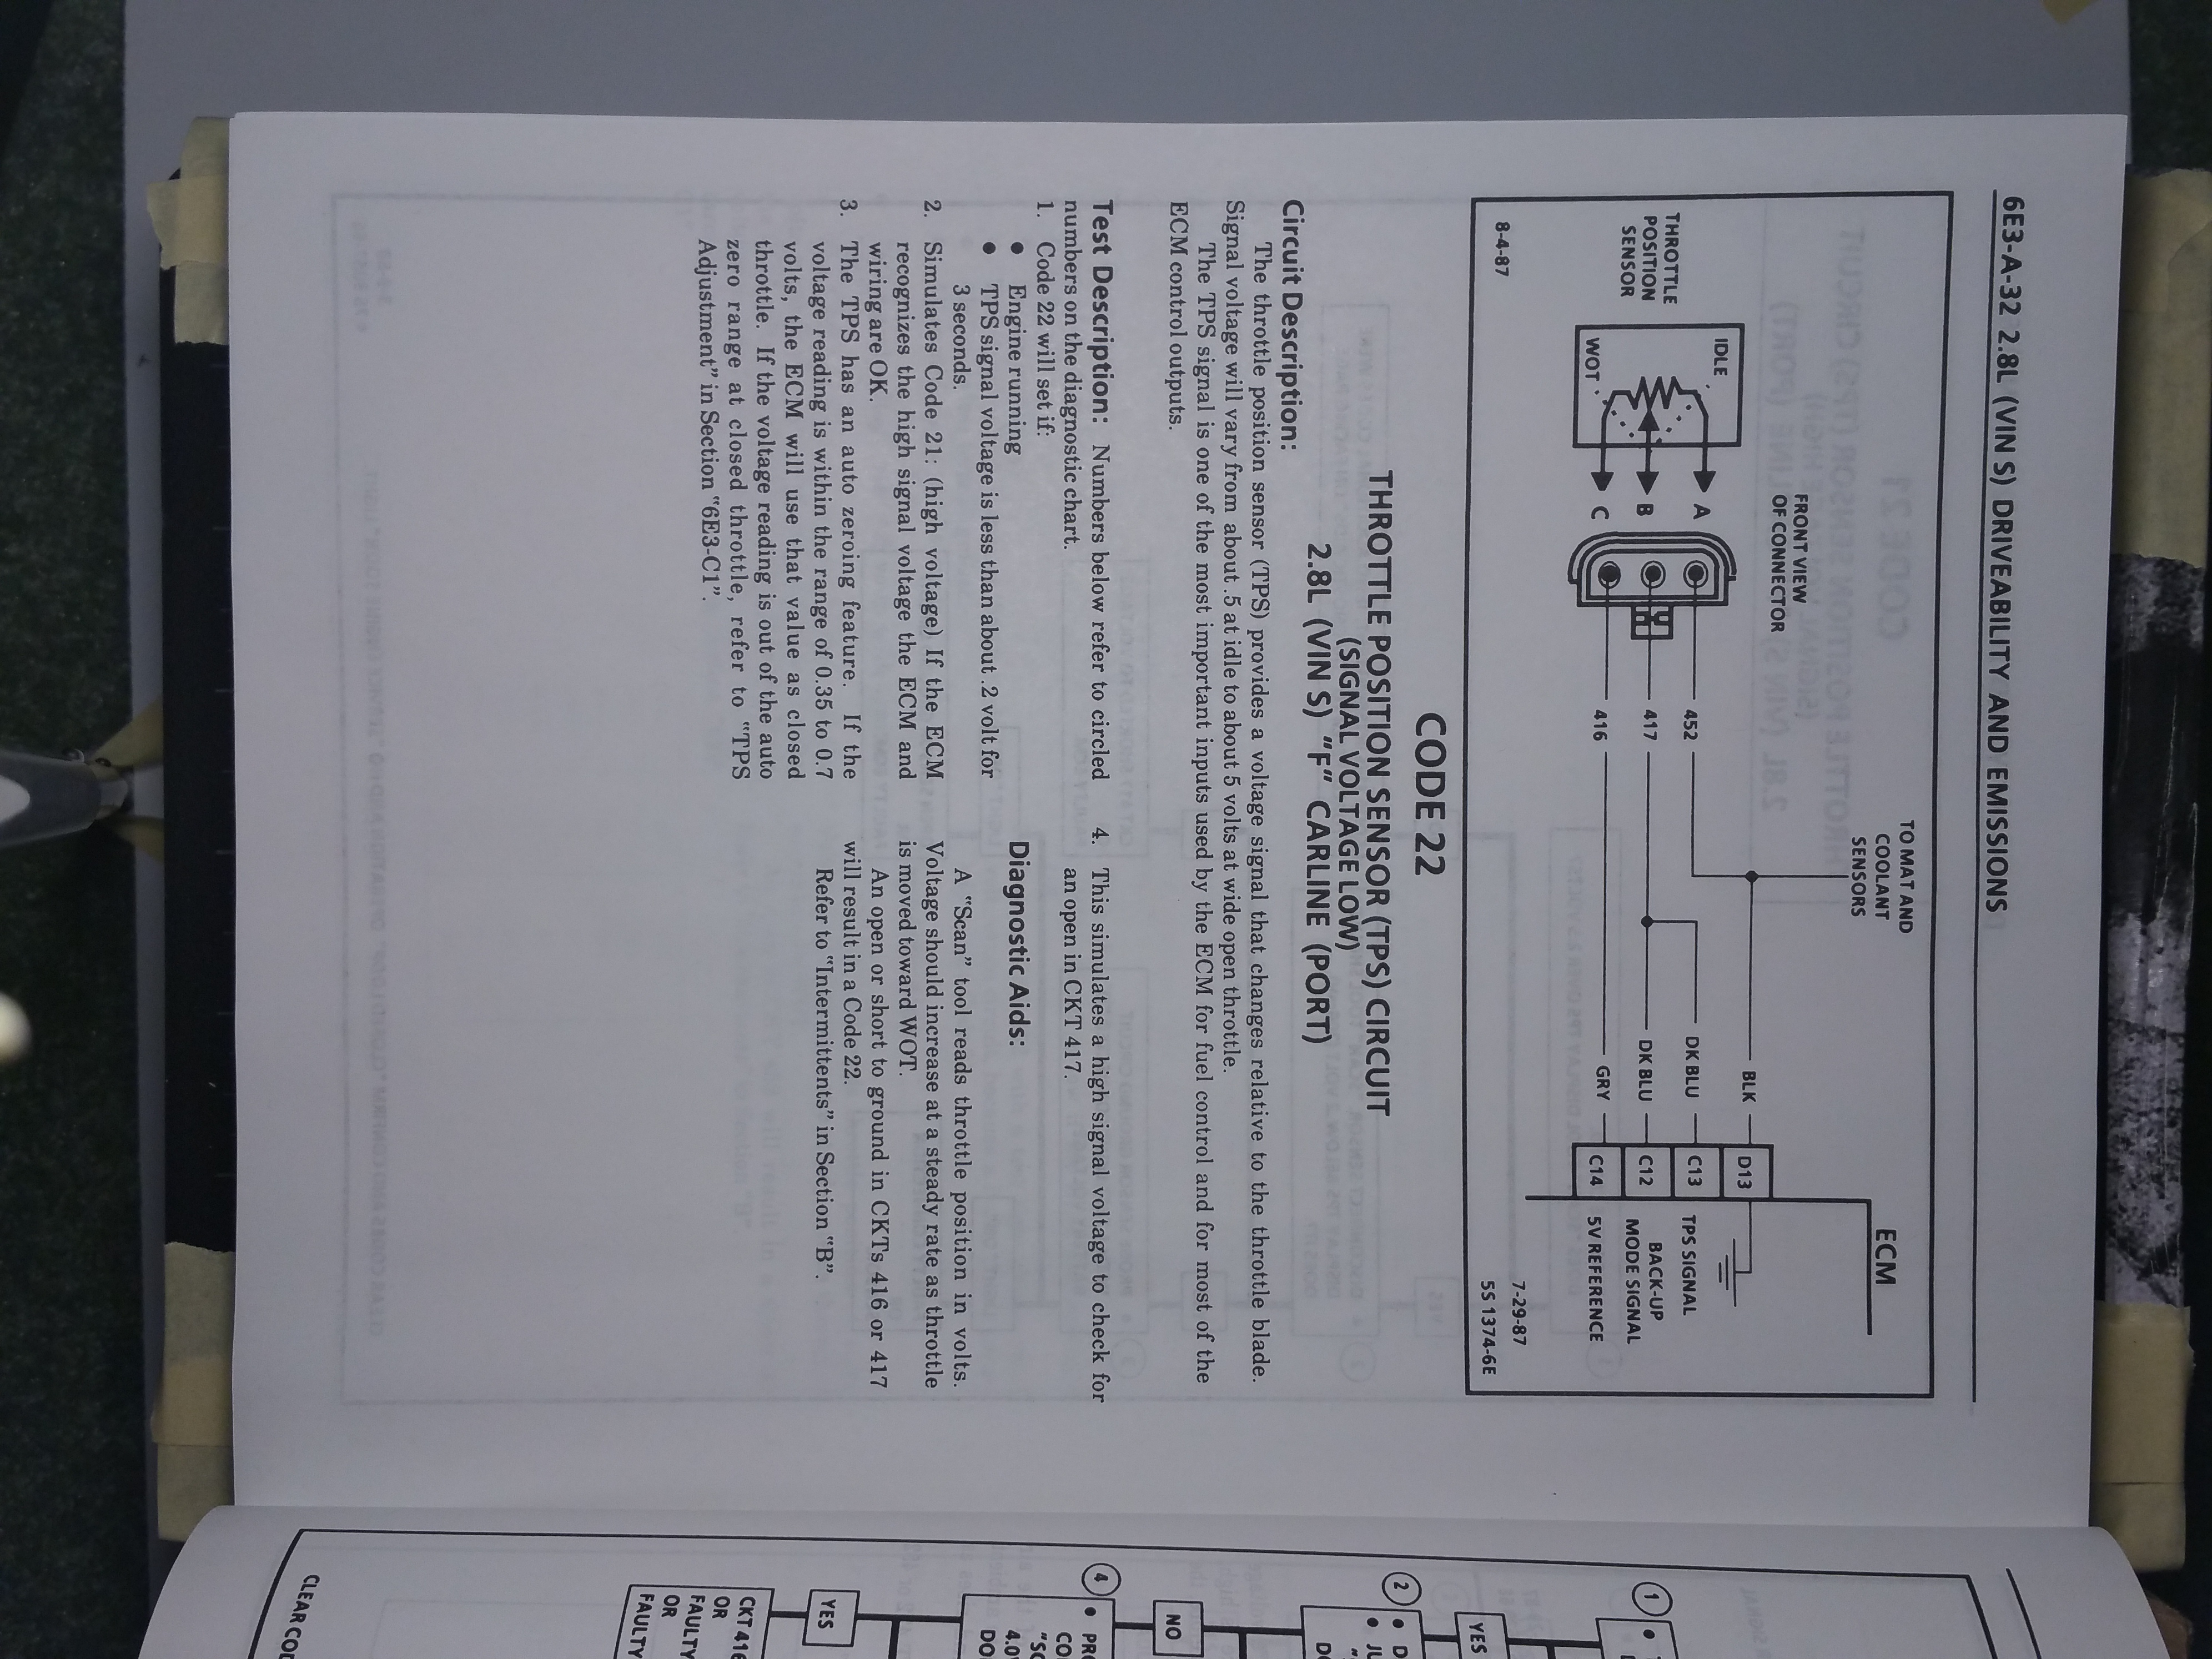 6E3-A-32 2.8L (VIN S) DRIVEABILITY AND EMISSIONS
TO MAT AND
COOLANT
SENSORS
ECM
FRONT VIEW
OF CONNECTOR
THROTTLE
POSITION
SENSOR
IDLE
WOT
A
B
C
452
417
416
BLK
DK BLU
DK BLU
GRY
D13
C13
C12
C14
TPS SIGNAL
BACK-UP
MODE SIGNAL
5V REFERENCE
8-4-87
7-29-87
5S 1374-6E
CODE 22
THROTTLE POSITION SENSOR (TPS) CIRCUIT
(SIGNAL VOLTAGE LOW)
2.8L (VIN S) "F" CARLINE (PORT)
Circuit Description:
The throttle position sensor (TPS) provides a voltage signal that changes relative to the throttle blade.
Signal voltage will vary from about .5 at idle to about 5 volts at wide open throttle.
The TPS signal is one of the most important inputs used by the ECM for fuel control and for most of the
ECM control outputs.
Test Description: Numbers below refer to circled
numbers on the diagnostic chart.
1. Code 22 will set if:
● Engine running
● TPS signal voltage is less than about .2 volt for
3 seconds.
2. Simulates Code 21: (high voltage) If the ECM
recognizes the high signal voltage the ECM and
wiring are OK.
3. The TPS has an auto zeroing feature. If the
voltage reading is within the range of 0.35 to 0.7
volts, the ECM will use that value as closed
throttle. If the voltage reading is out of the auto
zero range at closed throttle, refer to "TPS
Adjustment" in Section "6E3-C1".
4. This simulates a high signal voltage to check for
an open in CKT 417.
Diagnostic Aids:
A "Scan" tool reads throttle position in volts.
Voltage should increase at a steady rate as throttle
is moved toward WOT.
An open or short to ground in CKTs 416 or 417
will result in a Code 22.
Refer to "Intermittents" in Section "B".
1
YES
2
NO
4
YES
CKT 416
OR
FAULTY
OR
FAULTY
CLEAR COD